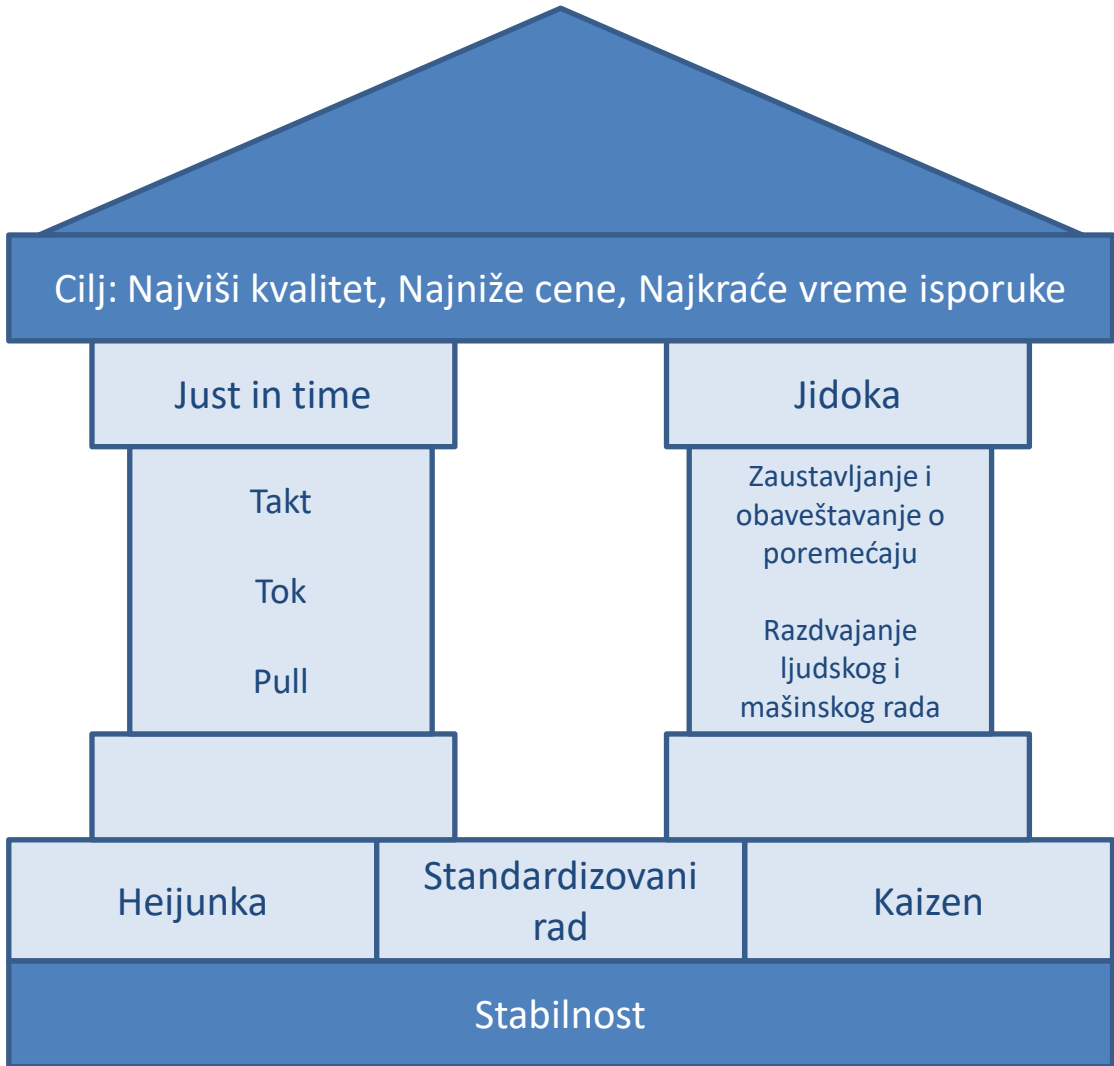 Cilj: Najviši kvalitet, Najniže cene, Najkraće vreme isporuke
Just in time
Takt
Tok
Pull
Jidoka
Zaustavljanje i
obaveštavanje o
poremećaju
Razdvajanje
ljudskog i
mašinskog rada
Heijunka
Standardizovani
rad
Kaizen
Stabilnost